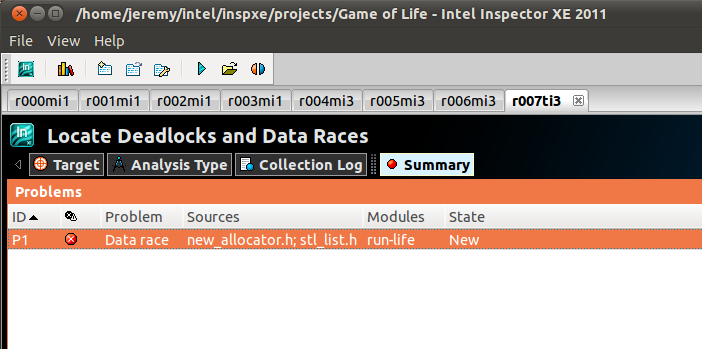 /home/jeremy/intel/inspxe/projects/Game of Life - Intel Inspector XE 2011
File View Help
r000mi1 r001mi1 r002mi1 r003mi1 r004mi3 r005mi3 r006mi3 r007ti3
Locate Deadlocks and Data Races
Target Analysis Type Collection Log Summary
Problems
ID Problem Sources Modules State
P1 Data race new_allocator.h; stl_list.h run-life New